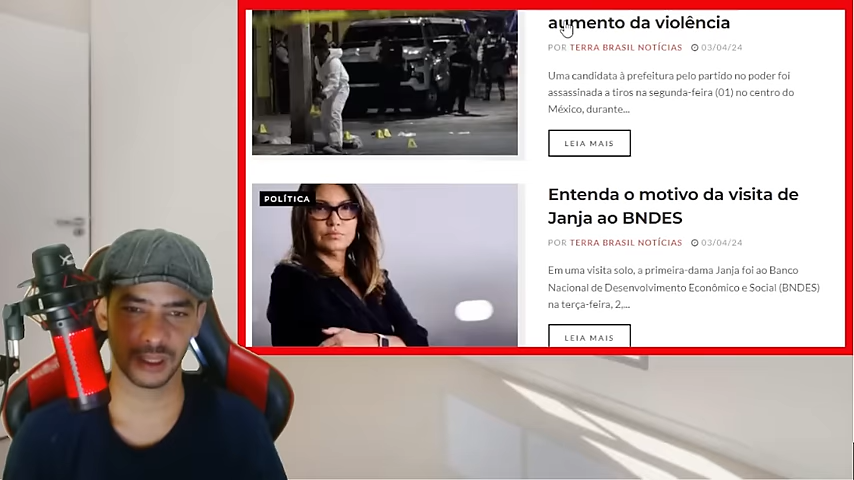 aumento da violência
POR TERRA BRASIL NOTÍCIAS 03/04/24
Uma candidata à prefeitura pelo partido no poder foi
assassinada a tiros na segunda-feira (01) no centro do
México, durante...
LEIA MAIS
POLÍTICA
Entenda o motivo da visita de
Janja ao BNDES
POR TERRA BRASIL NOTÍCIAS 03/04/24
Em uma visita solo, a primeira-dama Janja foi ao Banco
Nacional de Desenvolvimento Econômico e Social (BNDES)
na terça-feira, 2,...
LEIA MAIS